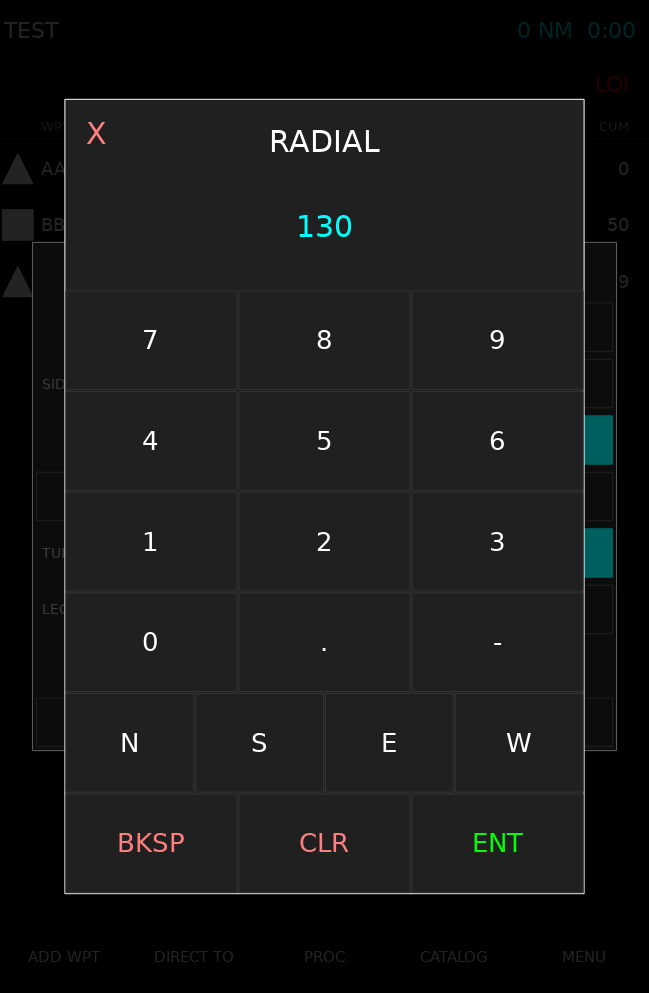 TEST 0 NM 0:00
LOI
WP CUM
X RADIAL
AA 0
130
BB 50
9
7 8 9
SID
4 5 6
1 2 3
LEG
0 . -
N S E W
BKSP CLR ENT
ADD WPT DIRECT TO PROC CATALOG MENU